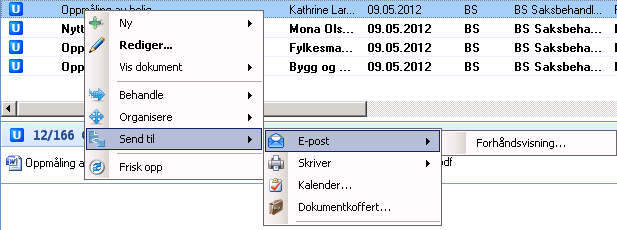 U Oppmåling av bolig Kathrine Lar... 09.05.2012 BS BS Saksbehandl...
U Nytt Mona Ols... 09.05.2012 BS BS Saksbeha...
U Opp Fylkesma... 09.05.2012 BS BS Saksbeha...
U Opp Bygg og ... 09.05.2012 BS BS Saksbeha...
Ny
Rediger...
Vis dokument
Behandle
Organisere
Send til
Frisk opp
E-post
Skriver
Kalender...
Dokumentkoffert...
Forhåndsvisning...
U 12/166
Oppmåling a
pdf